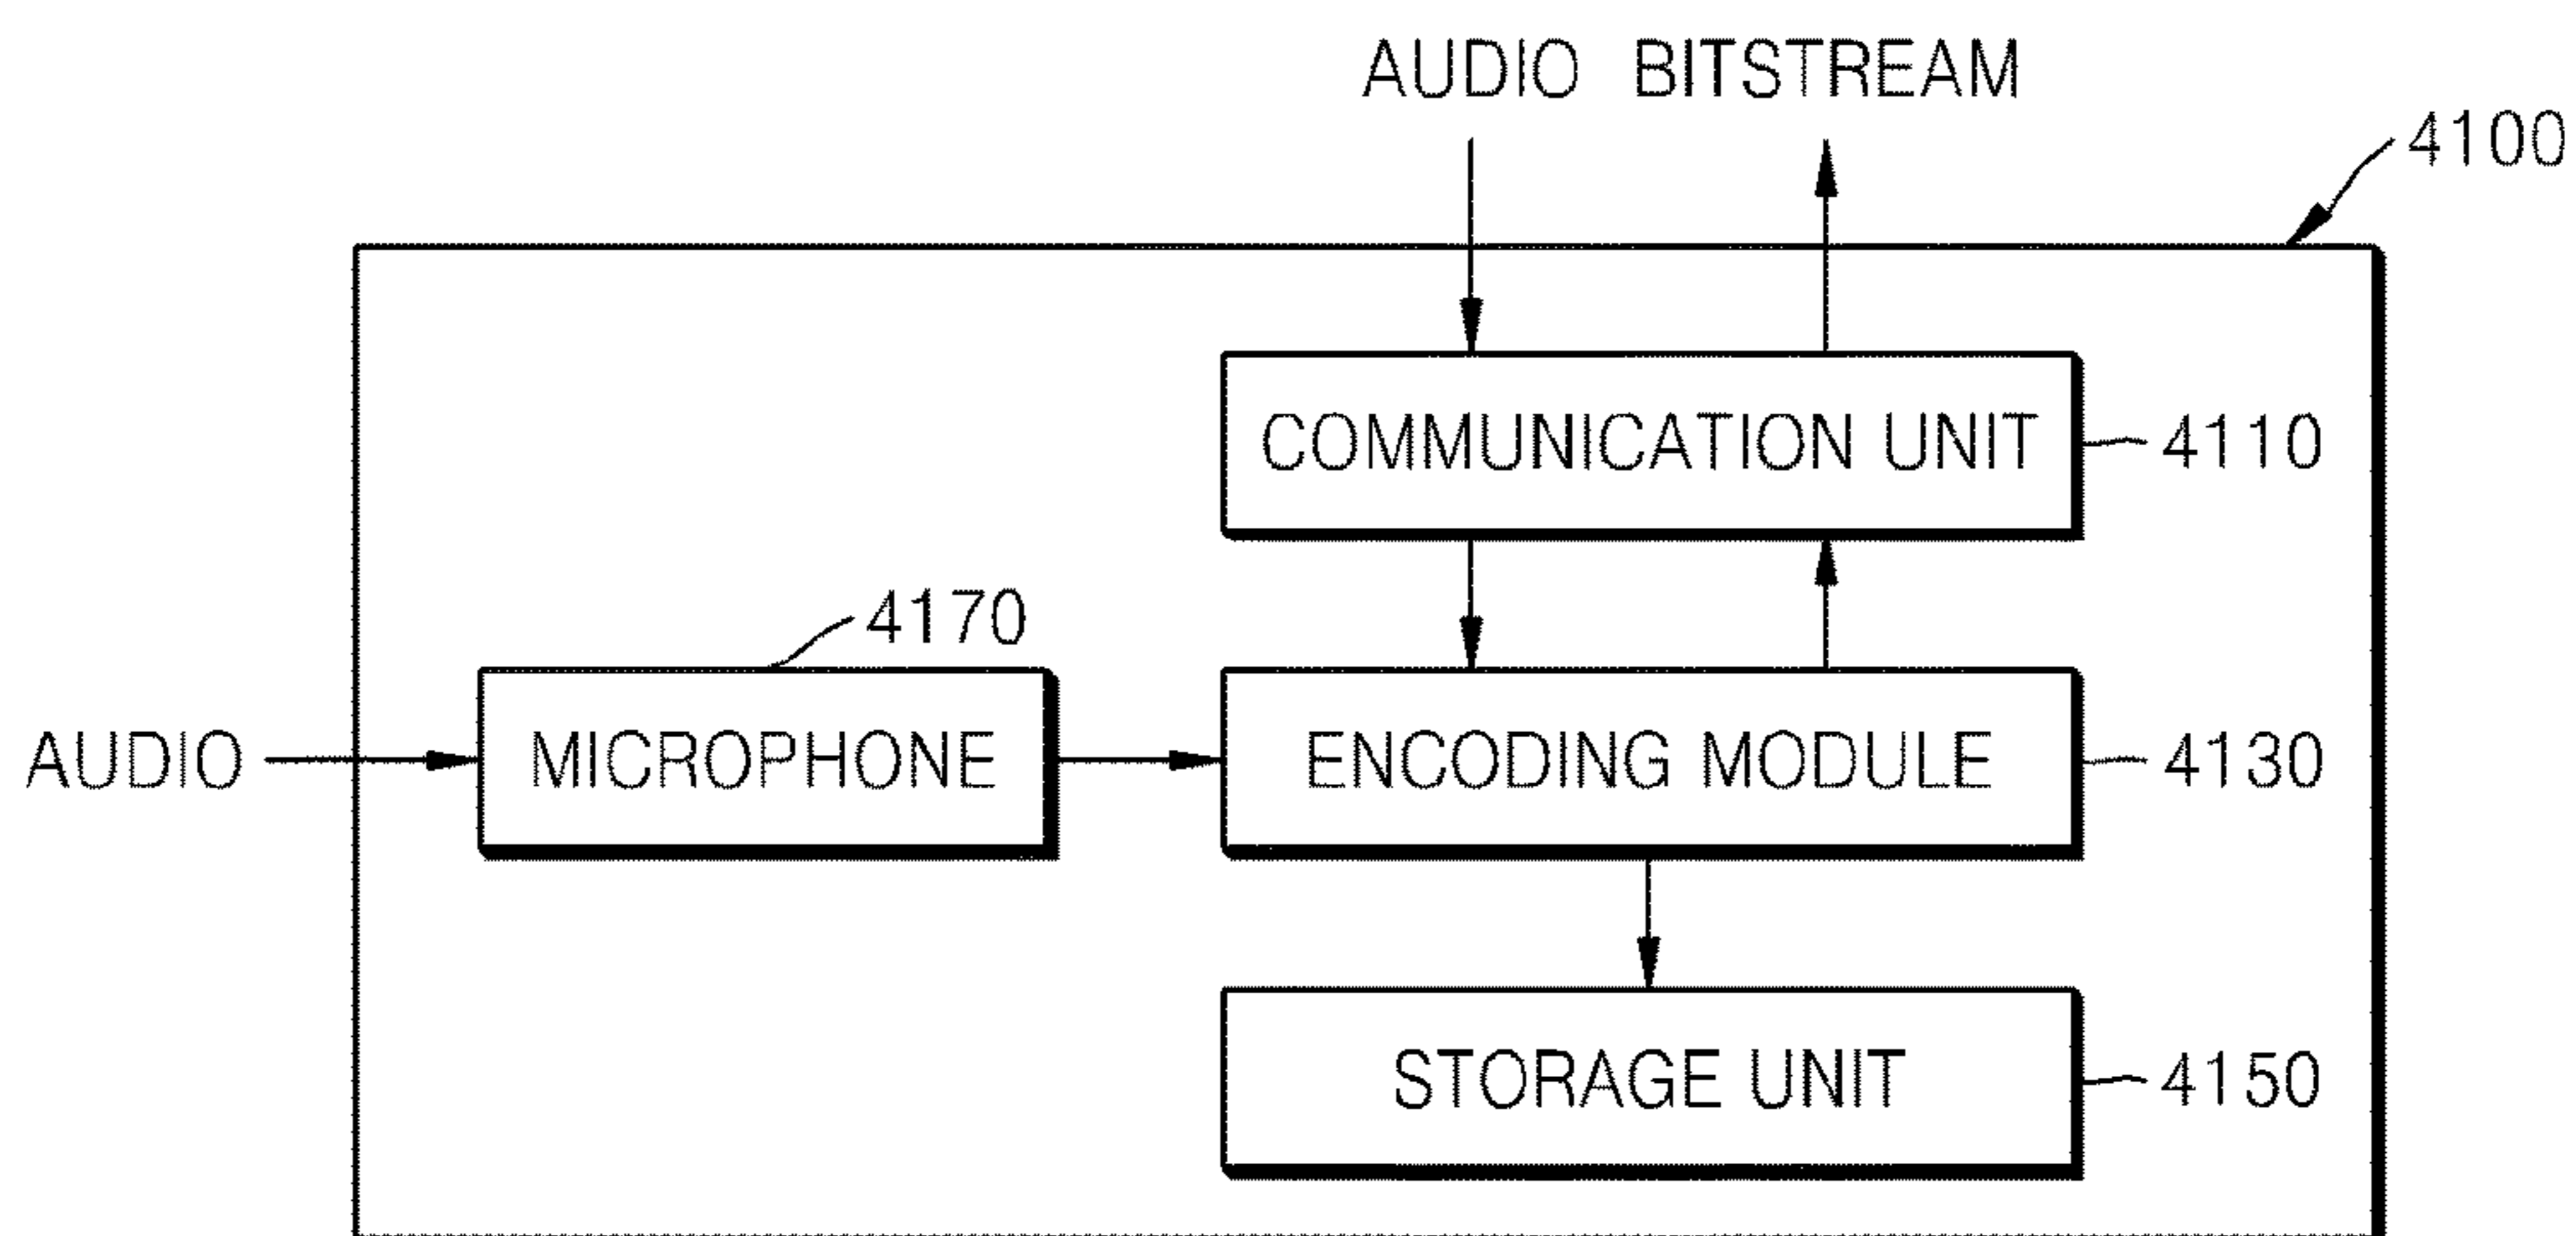 AUDIO BITSTREAM
4100
COMMUNICATION UNIT
4110
4170
AUDIO
MICROPHONE
ENCODING MODULE
4130
STORAGE UNIT
4150